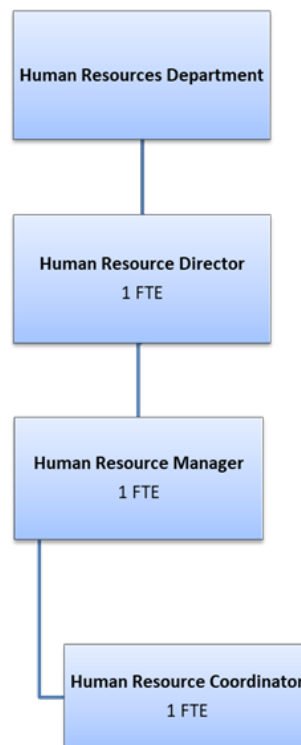 Human Resources Department
Human Resource Director
1 FTE
Human Resource Manager
1 FTE
Human Resource Coordinator
1 FTE